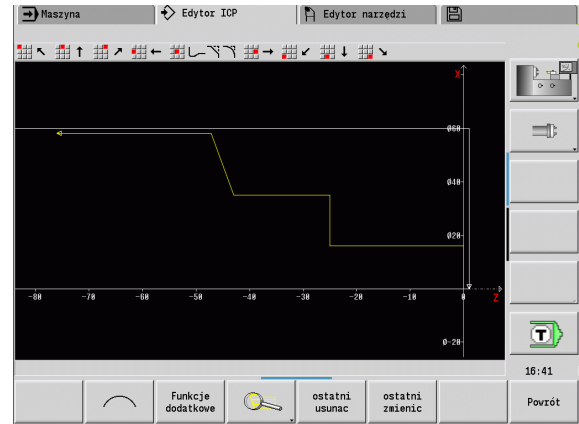 Maszyna
Edytor ICP
Edytor narzędzi
X
Ø60
Ø40
Ø20
-80
-70
-60
-50
-40
-30
-20
-10
0
Z
Ø-20
T
16:41
Funkcje
dodatkowe
ostatni
usunac
ostatni
zmienic
Powrót